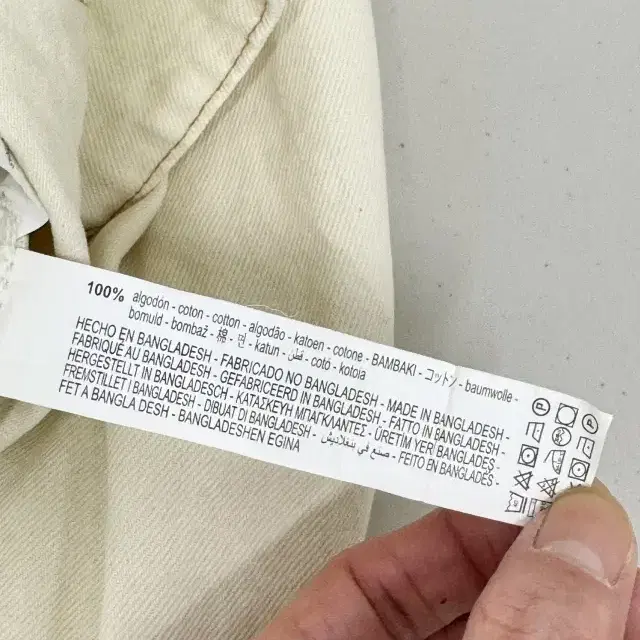 100% algodón - coton - cotton - algodão - katoen - cotone - BAMBAKI - コットン - baumwolle -
bomuld - bombaž - 棉 - 면 - katun - قطن - coto - kotoia
HECHO EN BANGLADESH - FABRICADO NO BANGLADESH - MADE IN BANGLADESH -
FABRIQUÉ AU BANGLADESH - GEFABRICEERD IN BANGLADESH - FATTO IN BANGLADESH -
HERGESTELLT IN BANGLADESCH - ΚΑΤΑΣΚΕΥΗ ΜΠΑΓΚΛΑΝΤΕΣ - ÜRETİM YERİ BANGLADESH -
FREMSTILLET I BANGLADESH - DIBUAT DI BANGLADESH - صنع في بنغلاديش - FEITO EN BANGLADÉS -
FET A BANGLA DESH - BANGLADESHEN EGINA